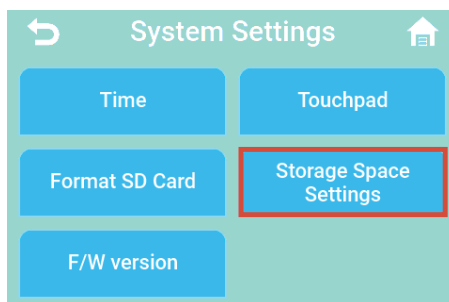 System Settings
Time
Touchpad
Format SD Card
Storage Space
Settings
F/W version